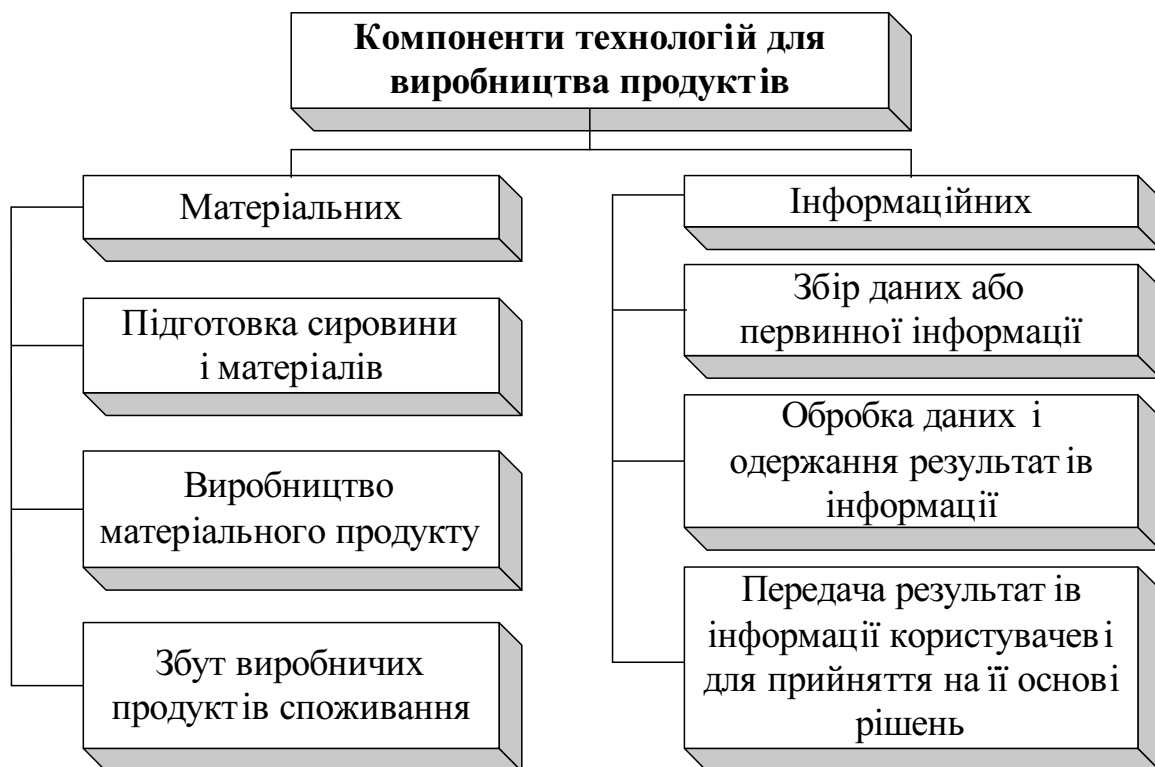 Компоненти технологій для
виробництва продуктів
Матеріальних
Підготовка сировини
і матеріалів
Виробництво
матеріального продукту
Збут виробничих
продуктів споживання
Інформаційних
Збір даних або
первинної інформації
Обробка даних і
одержання результатів
інформації
Передача результатів
інформації користувачеві
для прийняття на її основі
рішень